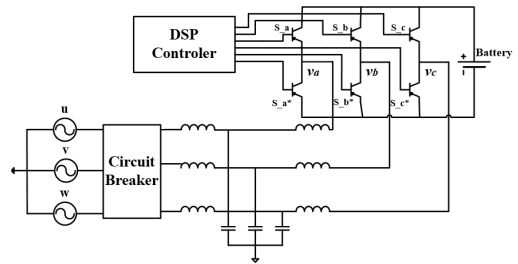 DSP
Controler
S_a
S_b
S_c
va
vb
vc
+
Battery
-
S_a*
S_b*
S_c*
u
v
w
Circuit
Breaker